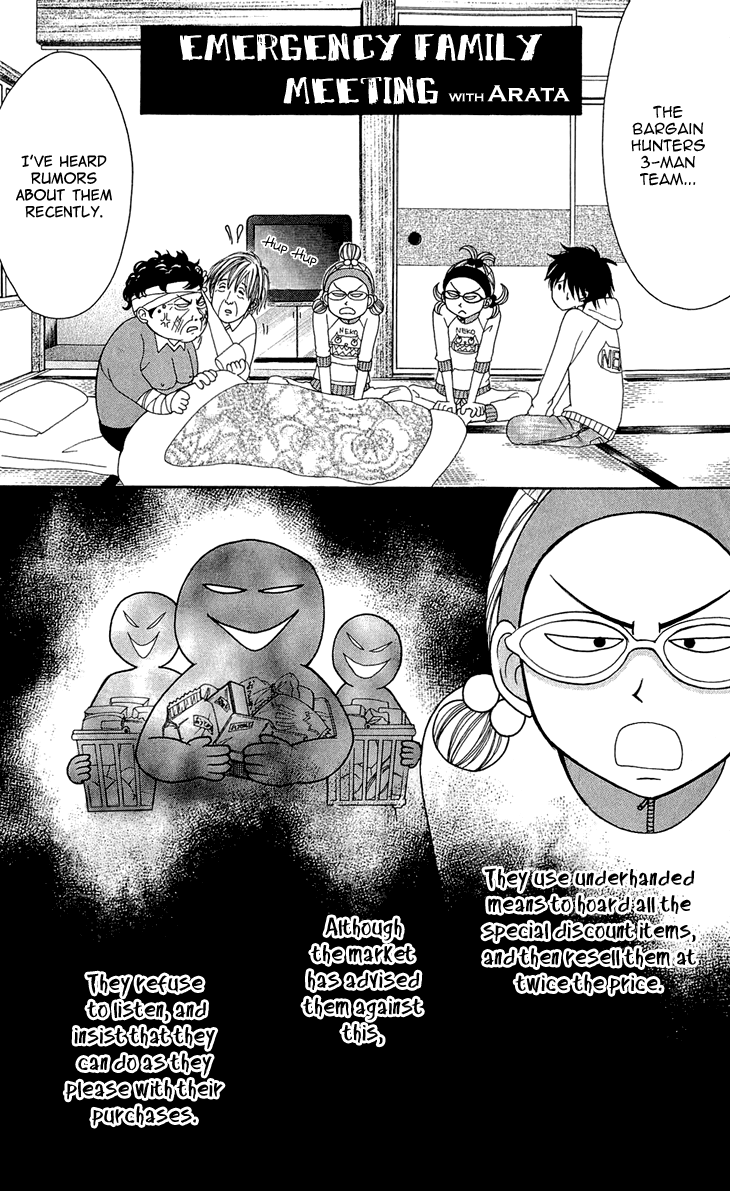 EMERGENCY FAMILY
MEETING WITH ARATA
THE
BARGAIN
HUNTERS
3-MAN
TEAM...
I'VE HEARD
RUMORS
ABOUT THEM
RECENTLY.
Hup Hup
NEKO
NEKO
NEK
They use underhanded
means to hoard all the
special discount items,
and then resell them at
twice the price.
Although
the market
has advised
them against
this,
They refuse
to listen, and
insist that they
can do as they
please with their
purchases.